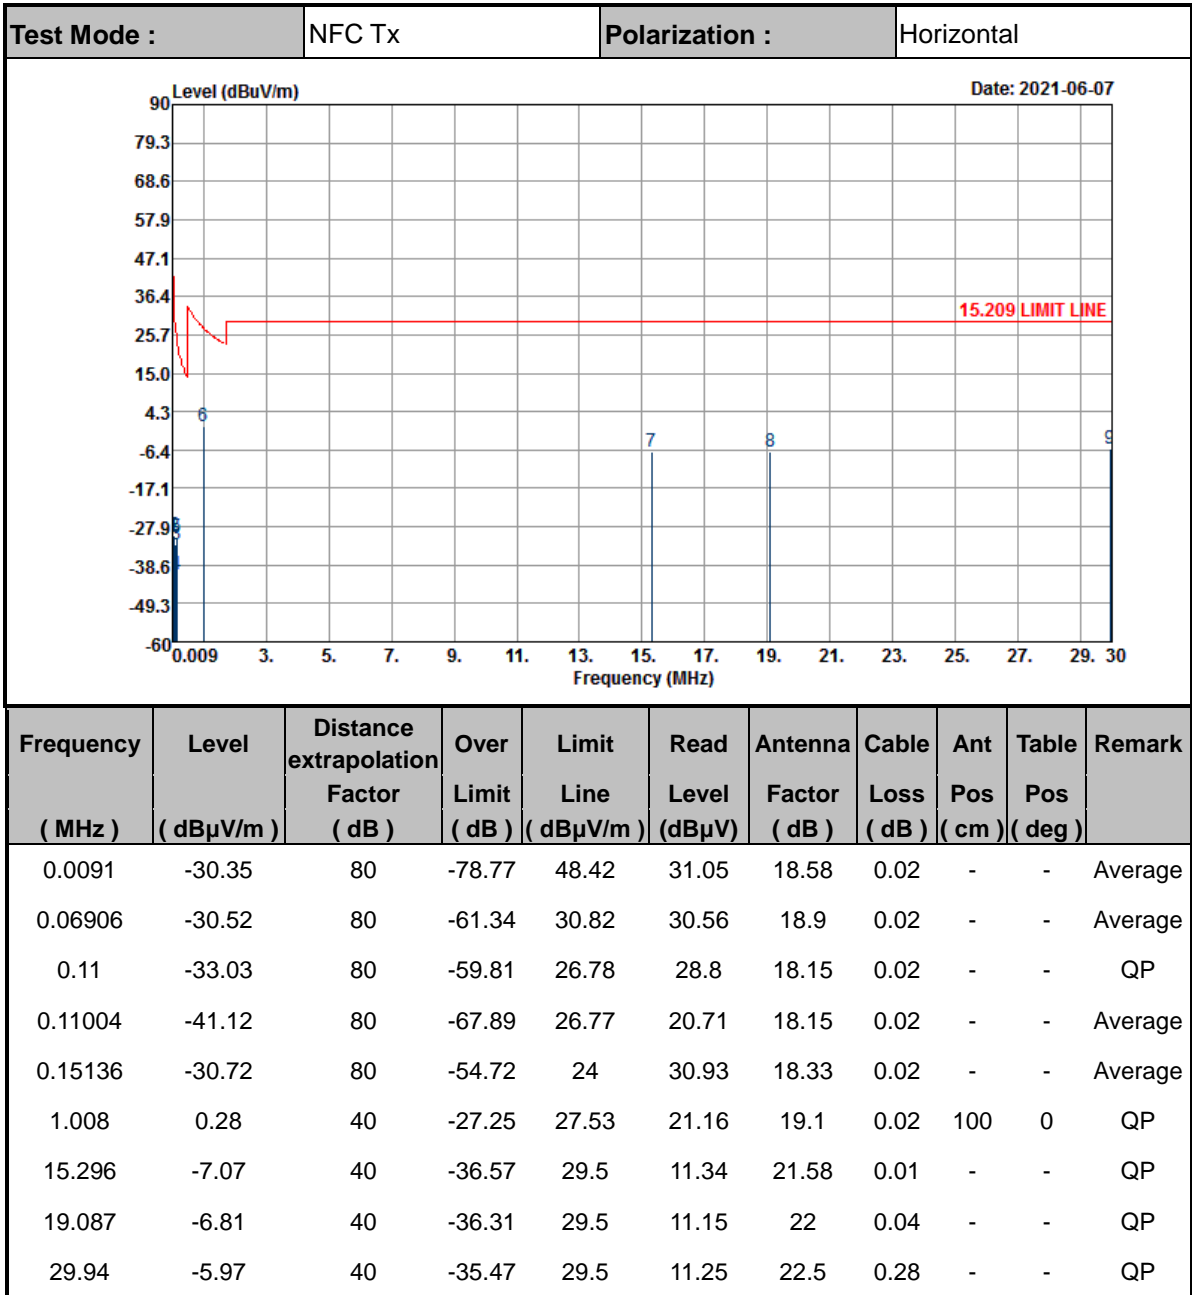 Test Mode : NFC Tx Polarization : Horizontal
Level (dBuV/m) Date: 2021-06-07
90
79.3
68.6
57.9
47.1
36.4
15.209 LIMIT LINE
25.7
15.0
4.3
6
7
8
9
-6.4
-17.1
-27.9
-38.6
-49.3
-60
0.009 3. 5. 7. 9. 11. 13. 15. 17. 19. 21. 23. 25. 27. 29. 30
Frequency (MHz)
Frequency Level Distance extrapolation Factor Over Limit Limit Line Read Level Antenna Factor Cable Loss Ant Pos Table Pos Remark
( MHz ) ( dBµV/m ) ( dB ) ( dB ) ( dBµV/m ) (dBµV) ( dB ) ( dB ) ( cm ) ( deg )
0.0091 -30.35 80 -78.77 48.42 31.05 18.58 0.02 - - Average
0.06906 -30.52 80 -61.34 30.82 30.56 18.9 0.02 - - Average
0.11 -33.03 80 -59.81 26.78 28.8 18.15 0.02 - - QP
0.11004 -41.12 80 -67.89 26.77 20.71 18.15 0.02 - - Average
0.15136 -30.72 80 -54.72 24 30.93 18.33 0.02 - - Average
1.008 0.28 40 -27.25 27.53 21.16 19.1 0.02 100 0 QP
15.296 -7.07 40 -36.57 29.5 11.34 21.58 0.01 - - QP
19.087 -6.81 40 -36.31 29.5 11.15 22 0.04 - - QP
29.94 -5.97 40 -35.47 29.5 11.25 22.5 0.28 - - QP